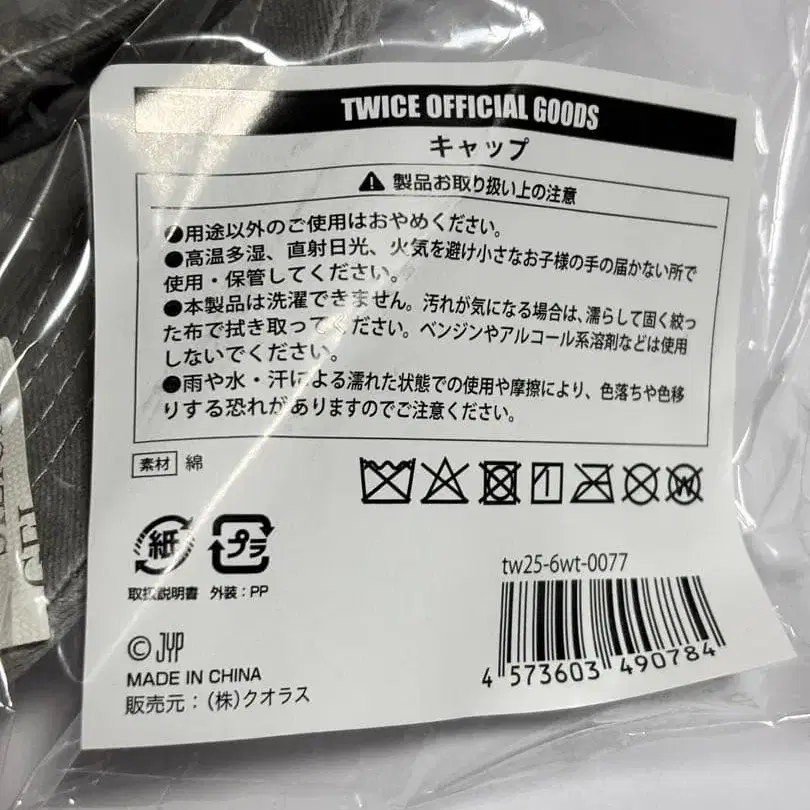 TWICE OFFICIAL GOODS
キャップ
製品お取り扱い上の注意
●用途以外のご使用はおやめください。
●高温多湿、直射日光、火気を避け小さなお子様の手の届かない所で
使用・保管してください。
●本製品は洗濯できません。汚れが気になる場合は、濡らして固く絞っ
た布で拭き取ってください。ベンジンやアルコール系溶剤などは使用
しないでください。
●雨や水・汗による濡れた状態での使用や摩擦により、色落ちや色移
りする恐れがありますのでご注意ください。
素材 綿
紙 プラ
取扱説明書 外装：PP
tw25-6wt-0077
4 573603 490784
© JYP
MADE IN CHINA
販売元：(株)クオラス